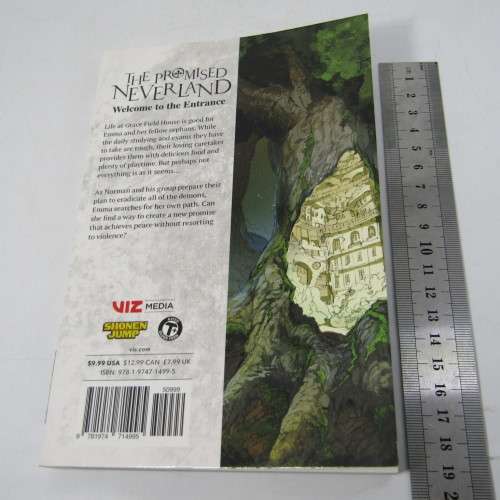 THE PROMISED
NEVERLAND
Welcome to the Entrance
Life at Grace Field House is good for
Emma and her fellow orphans. While
the daily studying and exams they have
to take are tough, their loving caretaker
provides them with delicious food and
plenty of playtime. But perhaps not
everything is as it seems…
As Norman and his group prepare their
plan to eradicate all of the demons,
Emma searches for her own path. Can
she find a way to create a new promise
that achieves peace without resorting
to violence?
VIZ MEDIA
SHONEN
JUMP
T
viz.com
$9.99 USA $12.99 CAN £7.99 UK
ISBN: 978-1-9747-1499-5
50999
9 781974 714995
1
2
3
4
5
6
7
8
9
10
11
12
13
14
15
16
17
18
19